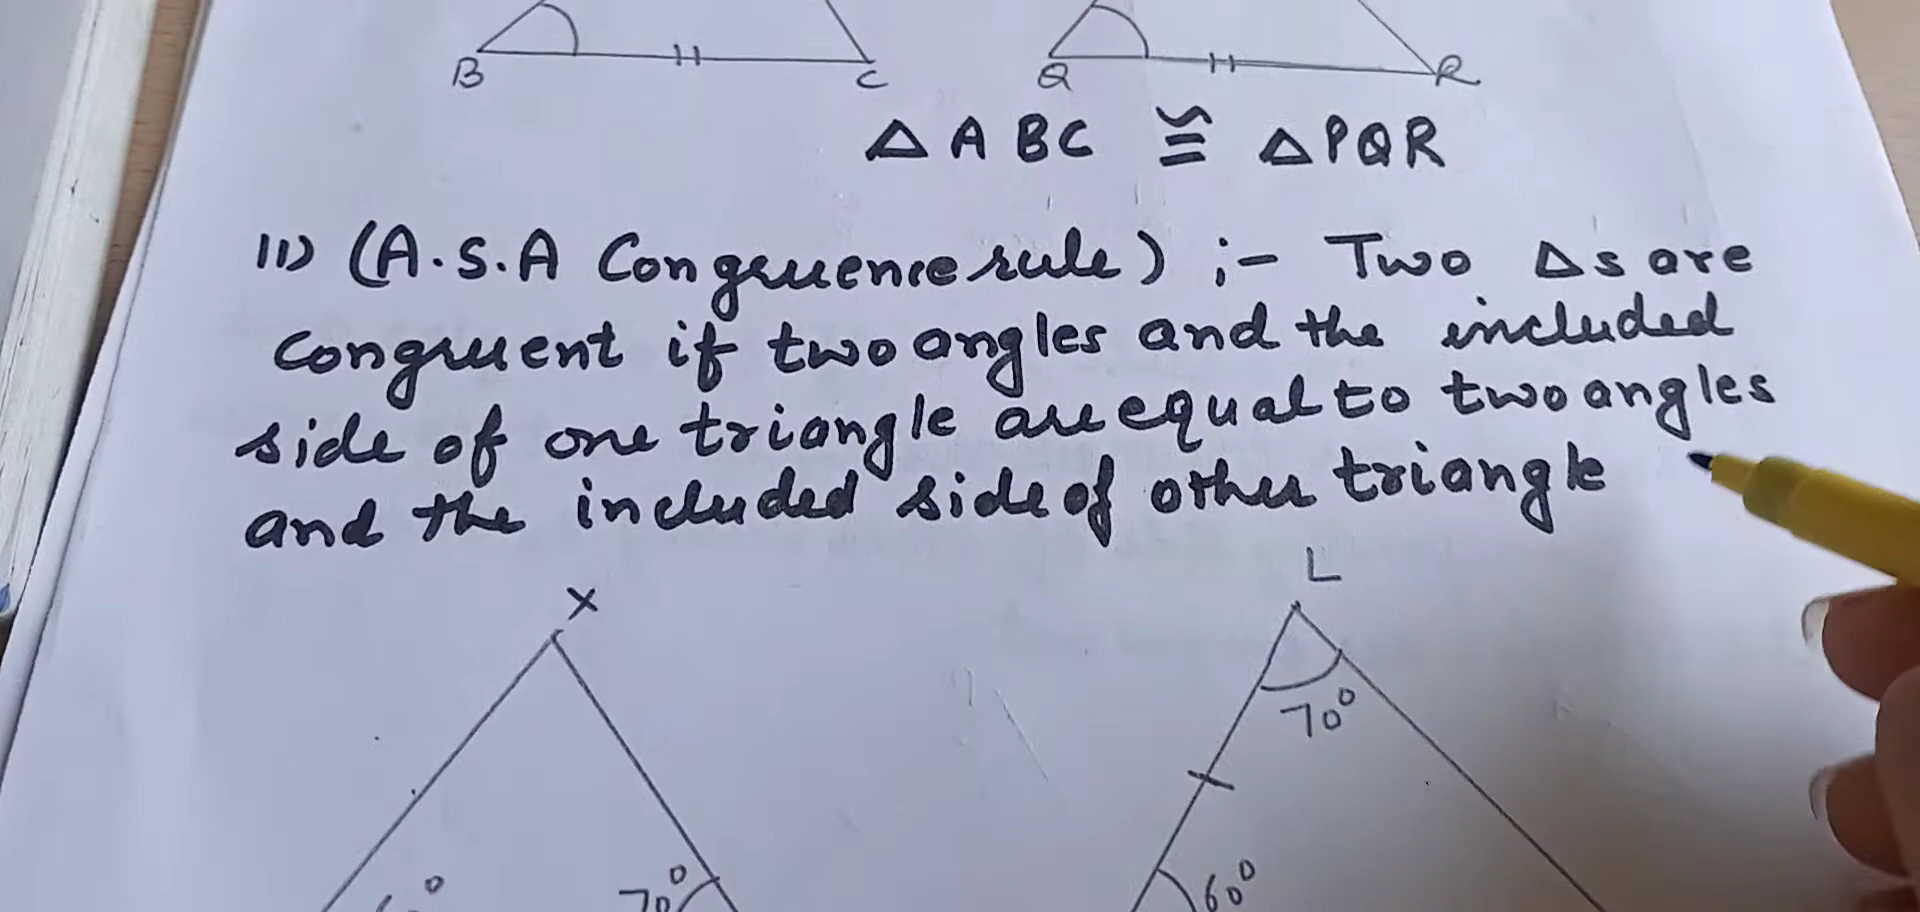 B C Q R
△ABC ≅ △PQR
11) (A.S.A Congruence rule) ;- Two △s are
congruent if two angles and the included
side of one triangle are equal to two angles
and the included side of other triangle
X L
70°
70° 60°